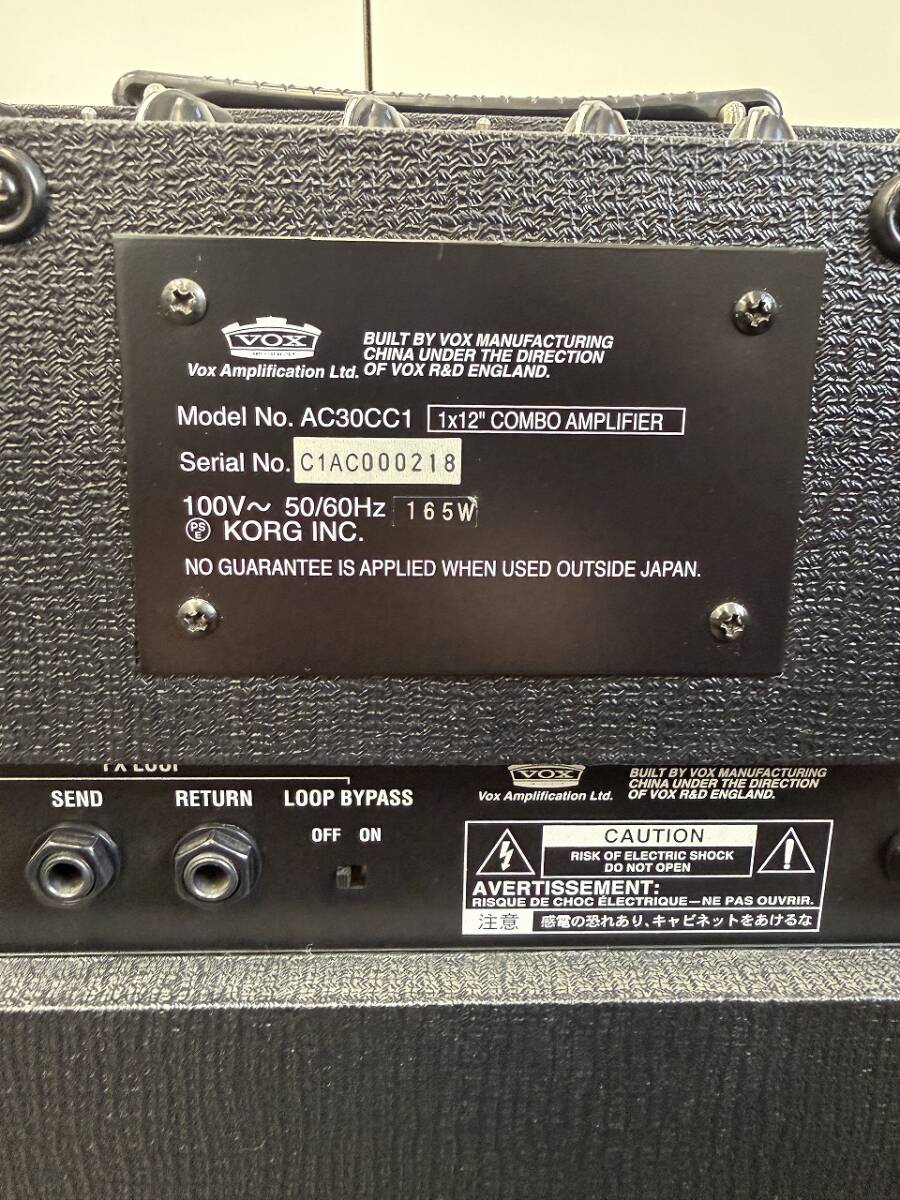 VOX
Vox Amplification Ltd.
BUILT BY VOX MANUFACTURING
CHINA UNDER THE DIRECTION
OF VOX R&D ENGLAND.
Model No. AC30CC1 1x12" COMBO AMPLIFIER
Serial No. C1AC000218
100V～ 50/60Hz 165W
PS E KORG INC.
NO GUARANTEE IS APPLIED WHEN USED OUTSIDE JAPAN.
FX LOOP
SEND RETURN LOOP BYPASS
OFF ON
VOX
Vox Amplification Ltd.
BUILT BY VOX MANUFACTURING
CHINA UNDER THE DIRECTION
OF VOX R&D ENGLAND.
CAUTION
RISK OF ELECTRIC SHOCK
DO NOT OPEN
AVERTISSEMENT:
RISQUE DE CHOC ÉLECTRIQUE—NE PAS OUVRIR.
注意 感電の恐れあり、キャビネットをあけるな